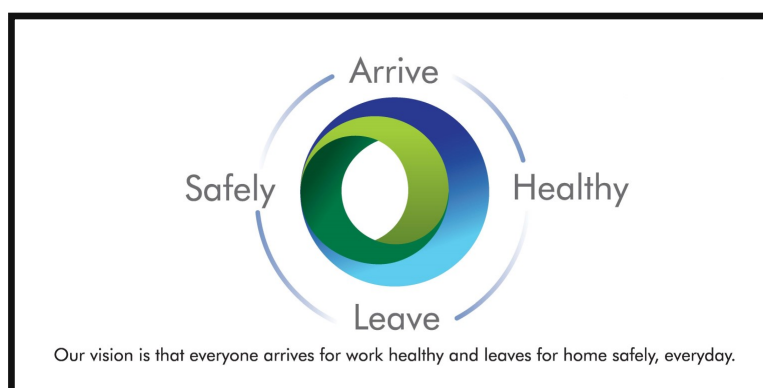 Arrive
Safely
Healthy
Leave
Our vision is that everyone arrives for work healthy and leaves for home safely, everyday.